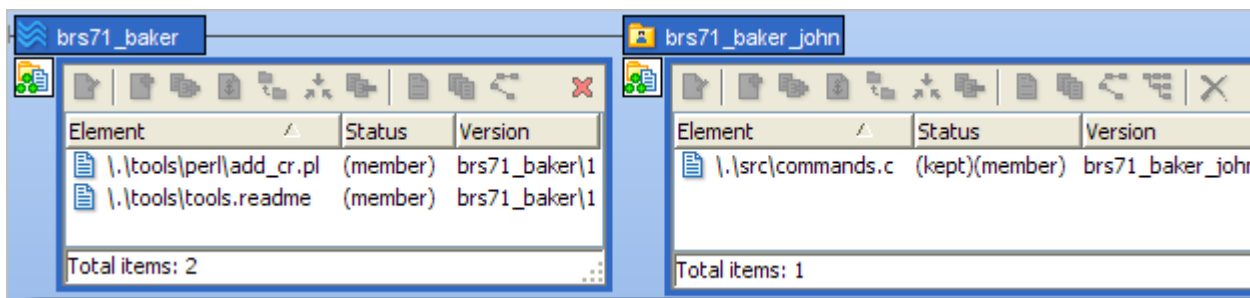 brs71_baker
Element Status Version
\.\tools\perl\add_cr.pl (member) brs71_baker\1
\.\tools\tools.readme (member) brs71_baker\1
Total items: 2
brs71_baker_john
Element Status Version
\.\src\commands.c (kept)(member) brs71_baker_john
Total items: 1